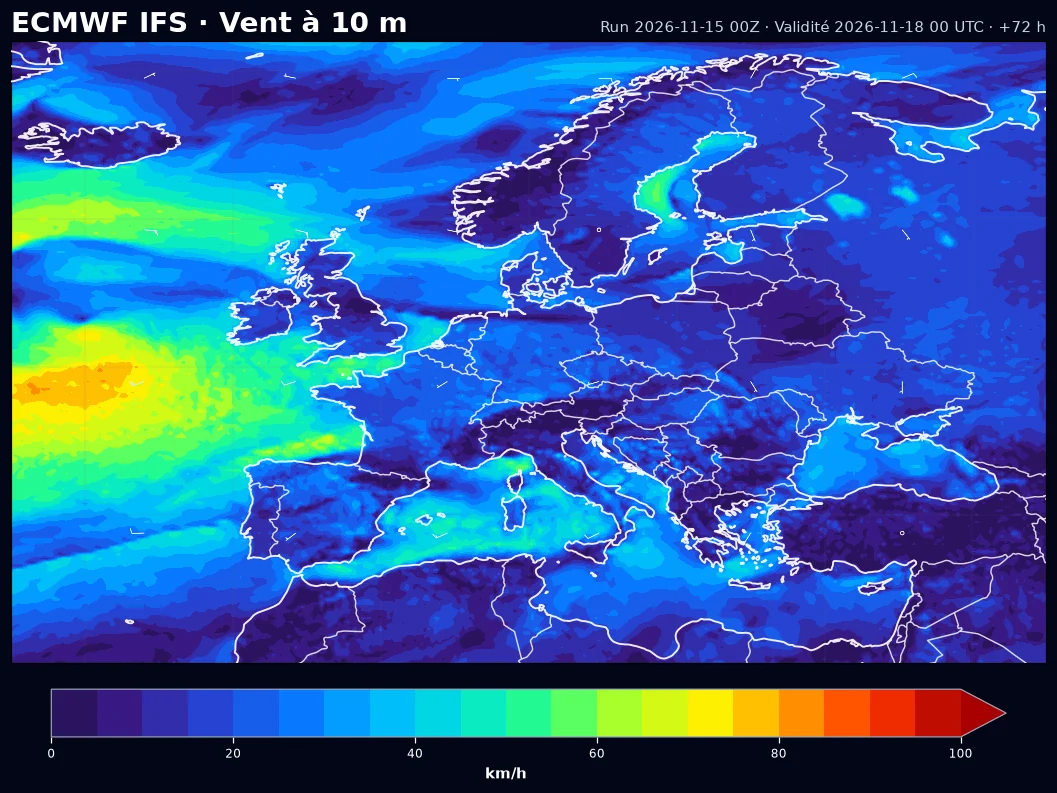 ECMWF IFS · Vent à 10 m
Run 2026-11-15 00Z · Validité 2026-11-18 00 UTC · +72 h
0 20 40 60 80 100
km/h